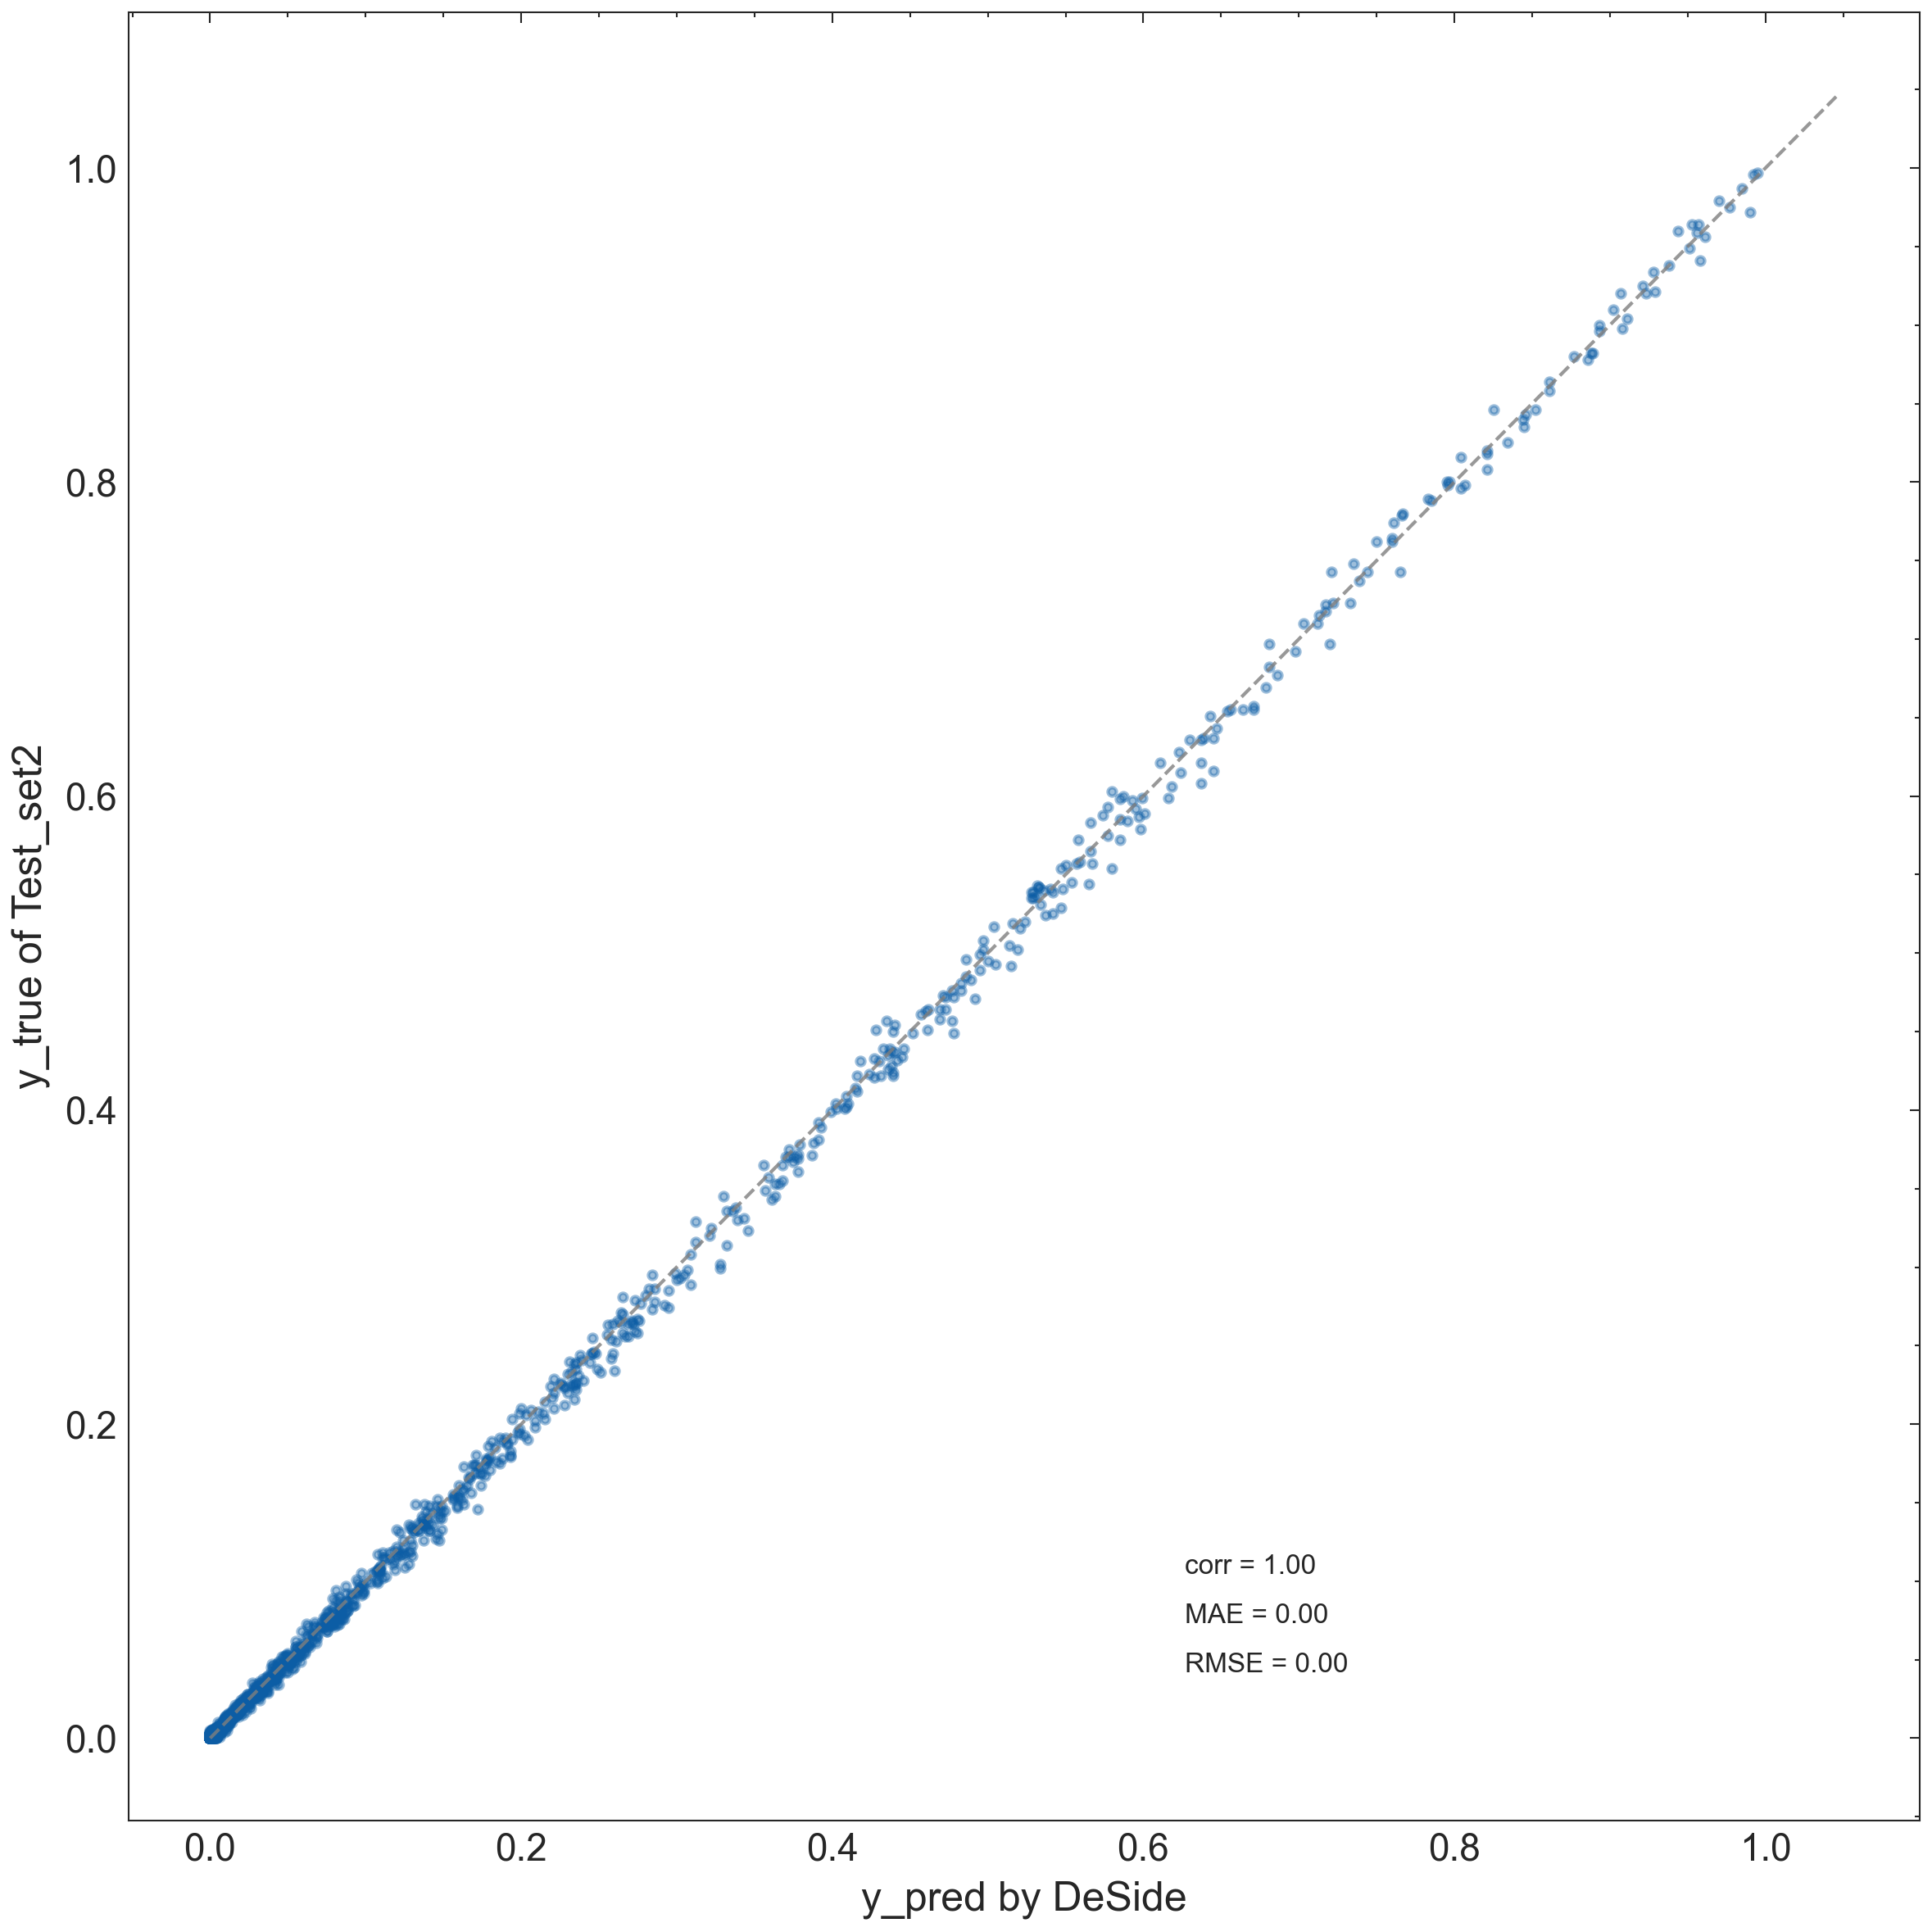 1.0
0.8
0.6
0.4
0.2
0.0
y_true of Test_set2
corr = 1.00
MAE = 0.00
RMSE = 0.00
0.0 0.2 0.4 0.6 0.8 1.0
y_pred by DeSide